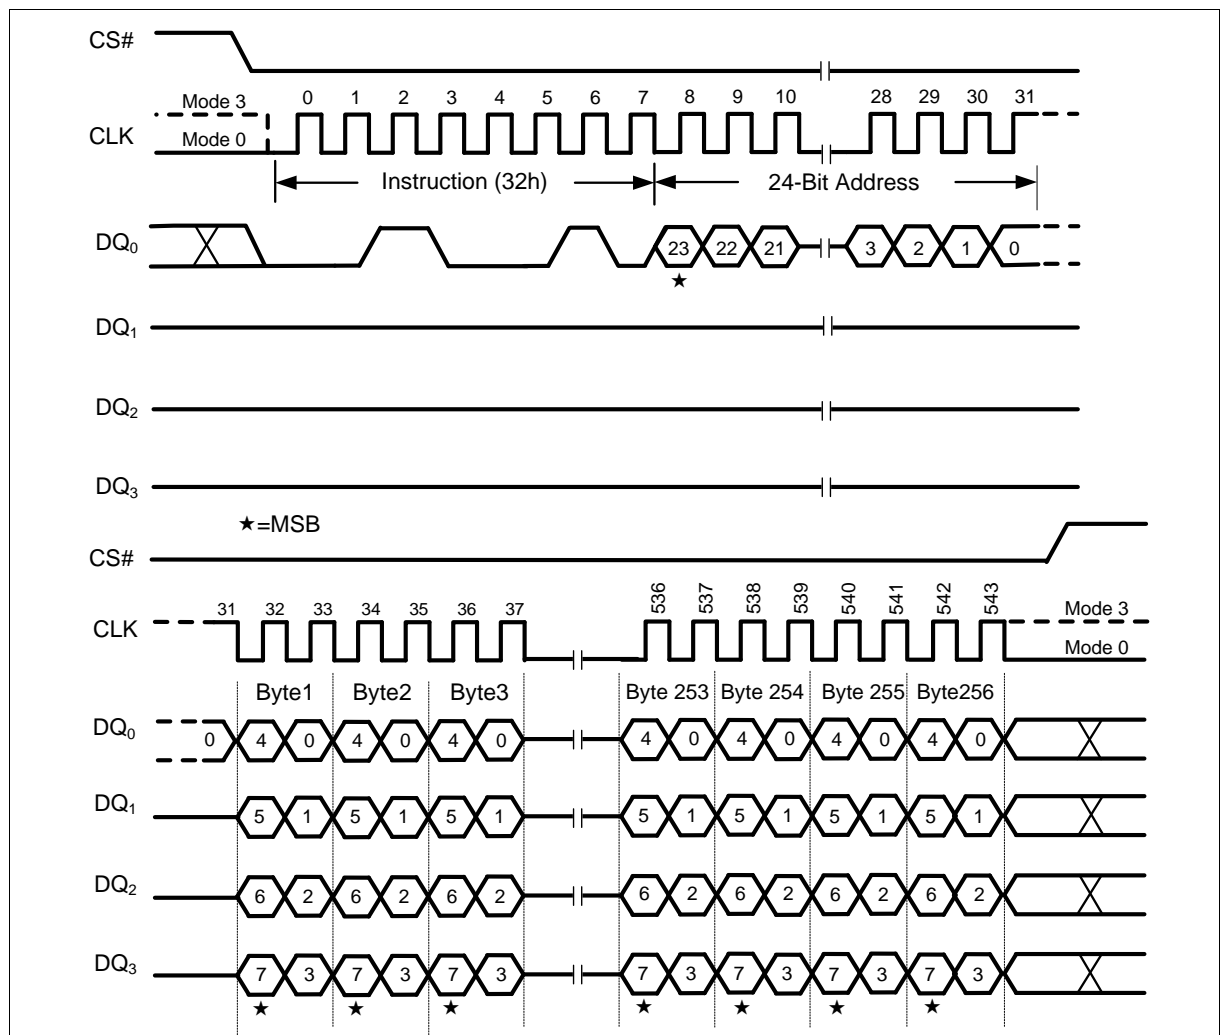 CS#
Mode 3
0 1 2 3 4 5 6 7 8 9 10 28 29 30 31
CLK
Mode 0
Instruction (32h) 24-Bit Address
DQ0 23 22 21 3 2 1 0
★
DQ1
DQ2
DQ3
★=MSB
CS#
31 32 33 34 35 36 37 536 537 538 539 540 541 542 543 Mode 3
CLK
Mode 0
Byte1 Byte2 Byte3 Byte 253 Byte 254 Byte 255 Byte256
DQ0 0 4 0 4 0 4 0 4 0 4 0 4 0 4 0
DQ1 5 1 5 1 5 1 5 1 5 1 5 1 5 1
DQ2 6 2 6 2 6 2 6 2 6 2 6 2 6 2
DQ3 7 3 7 3 7 3 7 3 7 3 7 3 7 3
★ ★ ★ ★ ★ ★ ★